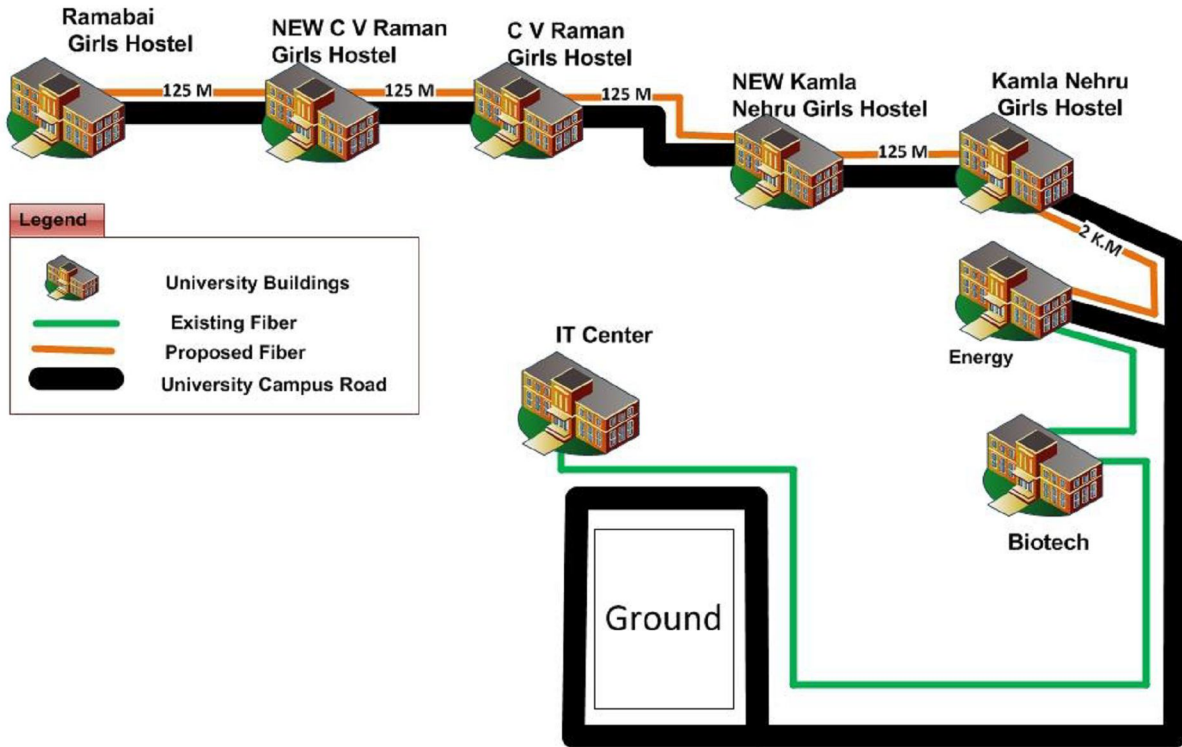 Ramabai
Girls Hostel
NEW C V Raman
Girls Hostel
C V Raman
Girls Hostel
NEW Kamla
Nehru Girls Hostel
Kamla Nehru
Girls Hostel
125 M
125 M
125 M
125 M
2 K.M
Legend
University Buildings
Existing Fiber
Proposed Fiber
University Campus Road
IT Center
Energy
Biotech
Ground